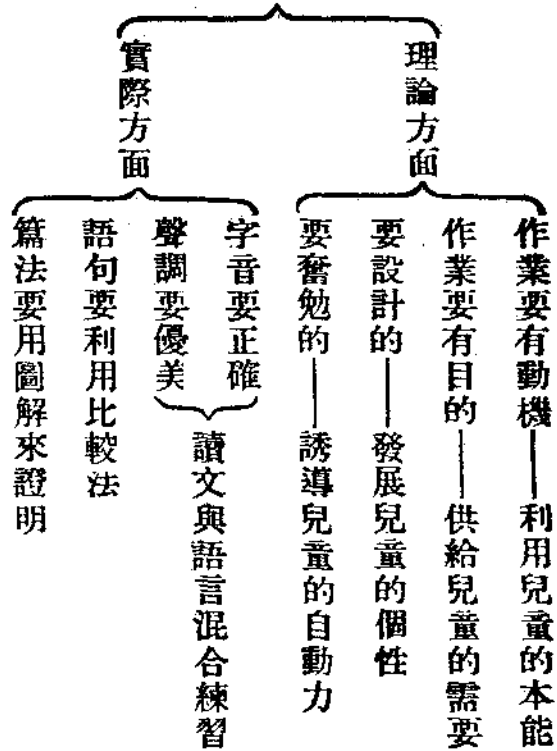 理論方面
作業要有動機——利用兒童的本能
作業要有目的——供給兒童的需要
要設計的——發展兒童的個性
要奮勉的——誘導兒童的自動力
實際方面
字音要正確
聲調要優美
讀文與語言混合練習
語句要利用比較法
篇法要用圖解來證明